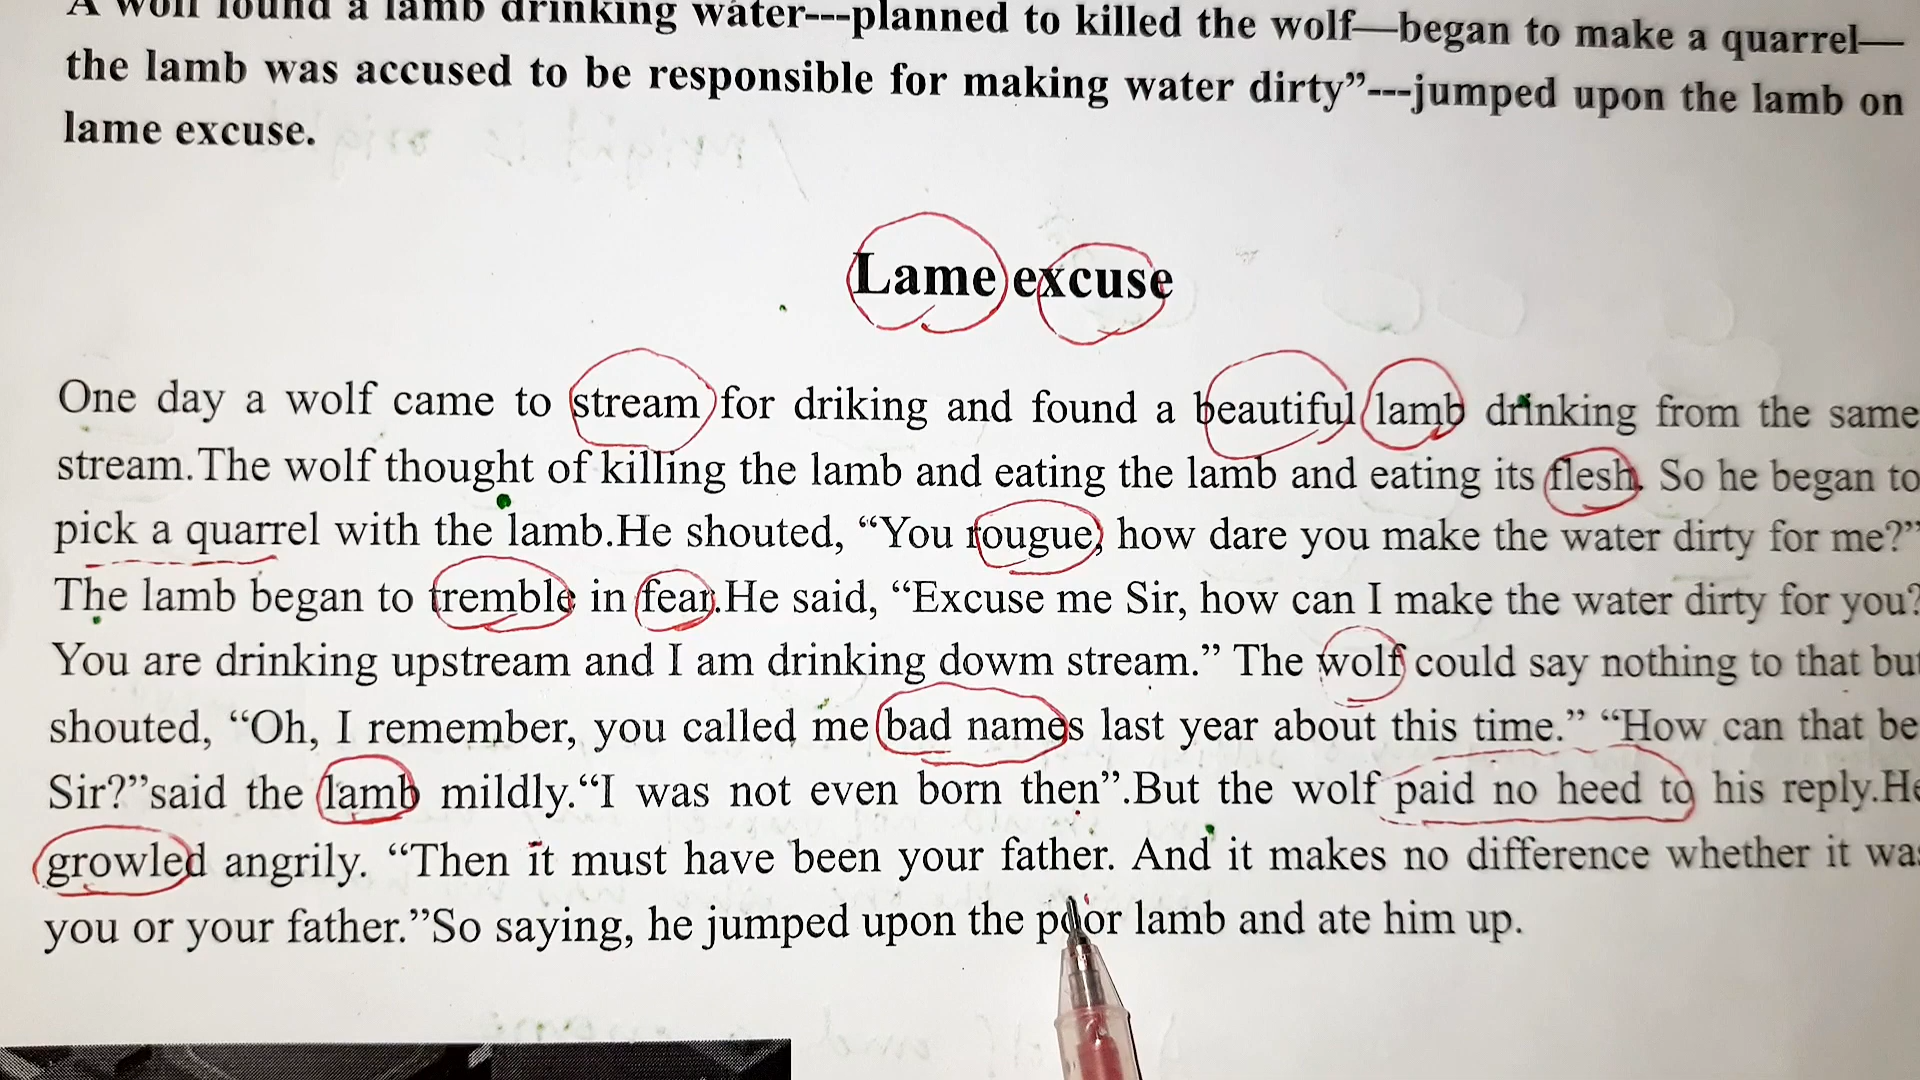 A wolf found a lamb drinking water---planned to killed the wolf—began to make a quarrel—
the lamb was accused to be responsible for making water dirty”---jumped upon the lamb on
lame excuse.
Lame excuse
One day a wolf came to stream for driking and found a beautiful lamb drinking from the same
stream.The wolf thought of killing the lamb and eating the lamb and eating its flesh. So he began to
pick a quarrel with the lamb.He shouted, “You rougue, how dare you make the water dirty for me?”
The lamb began to tremble in fear.He said, “Excuse me Sir, how can I make the water dirty for you?
You are drinking upstream and I am drinking dowm stream.” The wolf could say nothing to that but
shouted, “Oh, I remember, you called me bad names last year about this time.” “How can that be
Sir?”said the lamb mildly.“I was not even born then”.But the wolf paid no heed to his reply.He
growled angrily. “Then it must have been your father. And it makes no difference whether it was
you or your father.”So saying, he jumped upon the poor lamb and ate him up.